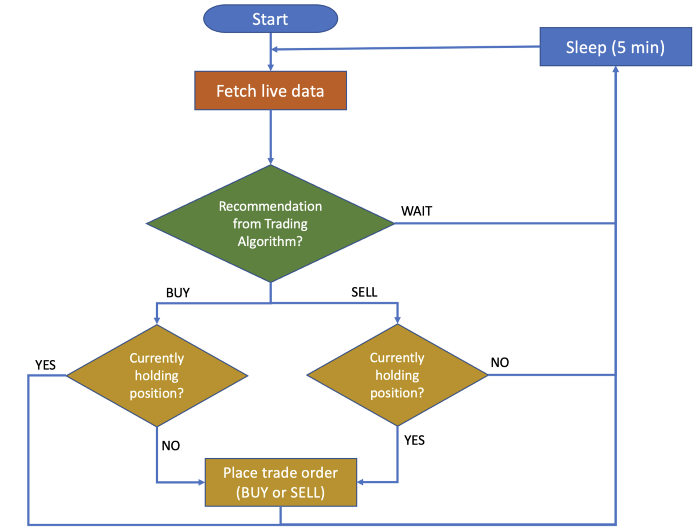 Start
Sleep (5 min)
Fetch live data
Recommendation
from Trading
Algorithm?
WAIT
BUY
SELL
YES
Currently
holding
position?
Currently
holding
position?
NO
NO
YES
Place trade order
(BUY or SELL)